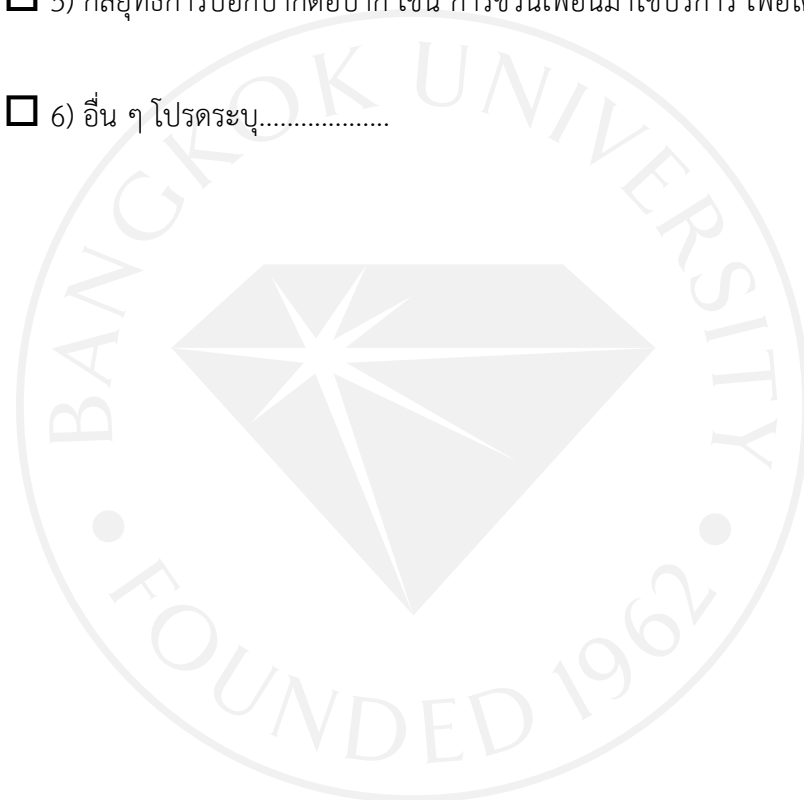 ☐ 5) กลยุทธ์การบอกปากต่อปาก เช่น การชวนเพื่อนมาใช้บริการ
☐ 6) อื่น ๆ โปรดระบุ...................
BANGKOK UNIVERSITY
• FOUNDED 1962 •